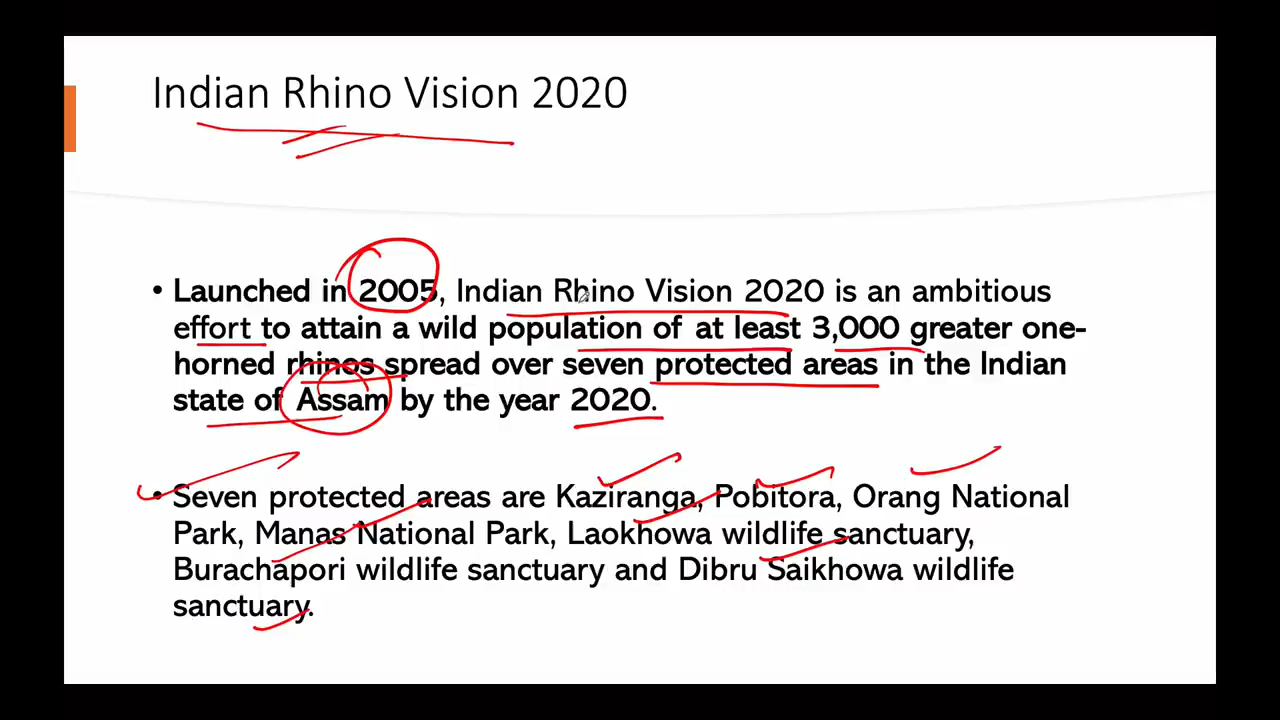 Indian Rhino Vision 2020
• Launched in 2005, Indian Rhino Vision 2020 is an ambitious
effort to attain a wild population of at least 3,000 greater one-
horned rhinos spread over seven protected areas in the Indian
state of Assam by the year 2020.
• Seven protected areas are Kaziranga, Pobitora, Orang National
Park, Manas National Park, Laokhowa wildlife sanctuary,
Burachapori wildlife sanctuary and Dibru Saikhowa wildlife
sanctuary.